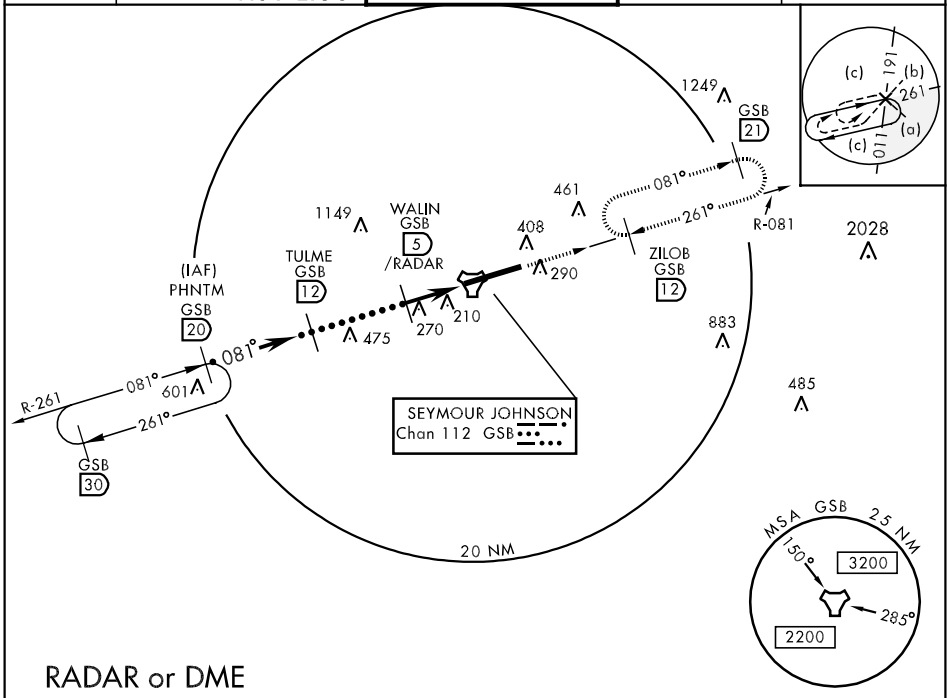 1249
GSB
21
(c)
191
(b)
261
(a)
(c)
011
081°
261°
R-081
461
1149
WALIN
GSB
5
/RADAR
408
2028
TULME
GSB
12
290
ZILOB
GSB
12
(IAF)
PHNTM
GSB
20
210
270
475
081°
883
081°
601
R-261
261°
485
SEYMOUR JOHNSON
Chan 112 GSB
GSB
30
20 NM
MSA GSB 25 NM
150°
3200
285°
2200
RADAR or DME